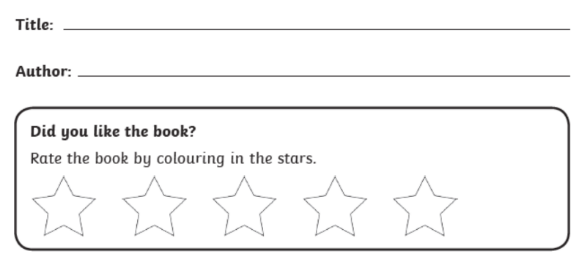 Title:
Author:
Did you like the book?
Rate the book by colouring in the stars.